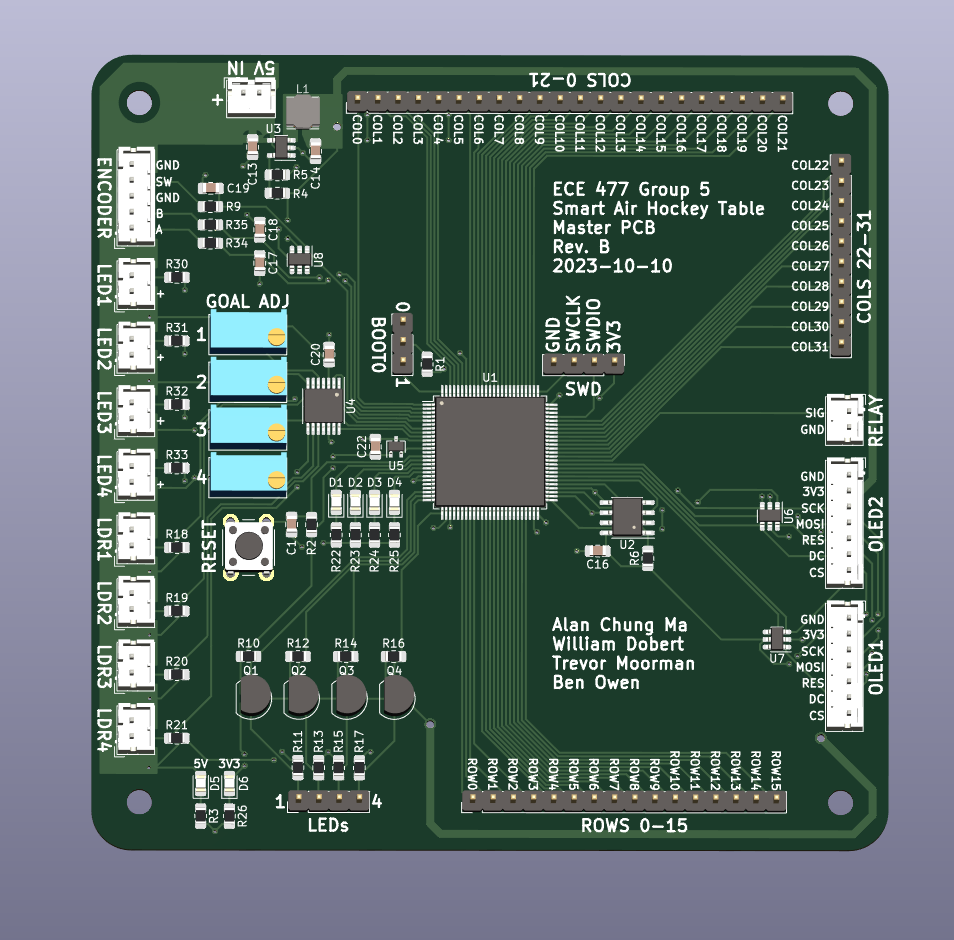 5V IN
+
L1
COLS 0-21
COL0
COL1
COL2
COL3
COL4
COL5
COL6
COL7
COL8
COL9
COL10
COL11
COL12
COL13
COL14
COL15
COL16
COL17
COL18
COL19
COL20
COL21
U3
C13
C14
R5
R4
ENCODER
GND
SW
GND
B
A
C19
R9
R35
R34
C18
C17
U8
ECE 477 Group 5
Smart Air Hockey Table
Master PCB
Rev. B
2023-10-10
COL22
COL23
COL24
COL25
COL26
COL27
COL28
COL29
COL30
COL31
COLS 22-31
LED1
+
R30
LED2
+
R31
LED3
+
R32
LED4
+
R33
GOAL ADJ
1
2
3
4
C20
U4
BOOT0
0
1
R1
GND
SWCLK
SWDIO
3V3
SWD
U1
C22
U5
D1
D2
D3
D4
R22
R23
R24
R25
RESET
C1
R2
SIG
GND
RELAY
GND
3V3
SCK
MOSI
RES
DC
CS
OLED2
U6
U2
C16
R6
GND
3V3
SCK
MOSI
RES
DC
CS
OLED1
U7
LDR1
R18
LDR2
R19
LDR3
R20
LDR4
R21
Alan Chung Ma
William Dobert
Trevor Moorman
Ben Owen
R10
R12
R14
R16
Q1
Q2
Q3
Q4
R11
R13
R15
R17
5V
3V3
D5
D6
R3
R26
1
4
LEDs
ROW0
ROW1
ROW2
ROW3
ROW4
ROW5
ROW6
ROW7
ROW8
ROW9
ROW10
ROW11
ROW12
ROW13
ROW14
ROW15
ROWS 0-15